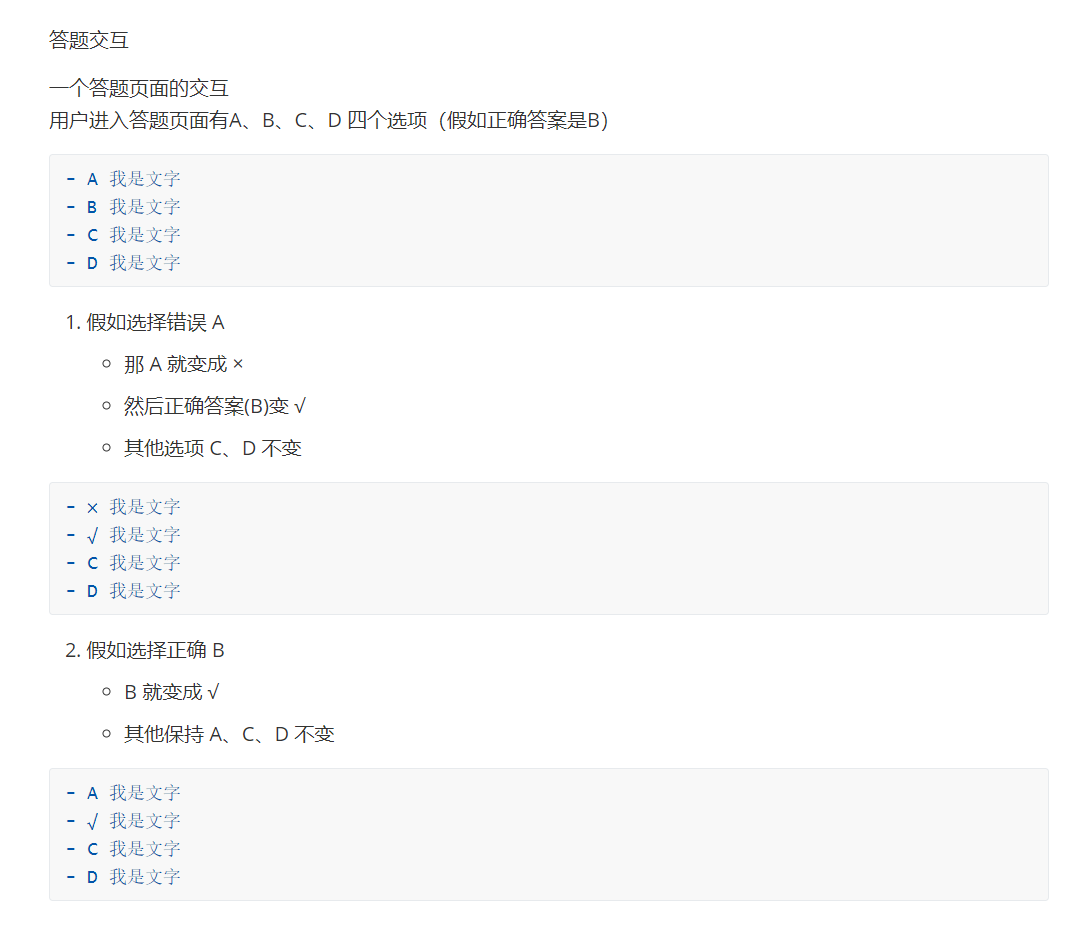 答题交互
一个答题页面的交互
用户进入答题页面有A、B、C、D 四个选项（假如正确答案是B）
- A 我是文字
- B 我是文字
- C 我是文字
- D 我是文字
1. 假如选择错误 A
○ 那 A 就变成 ×
○ 然后正确答案(B)变 √
○ 其他选项 C、D 不变
- × 我是文字
- √ 我是文字
- C 我是文字
- D 我是文字
2. 假如选择正确 B
○ B 就变成 √
○ 其他保持 A、C、D 不变
- A 我是文字
- √ 我是文字
- C 我是文字
- D 我是文字